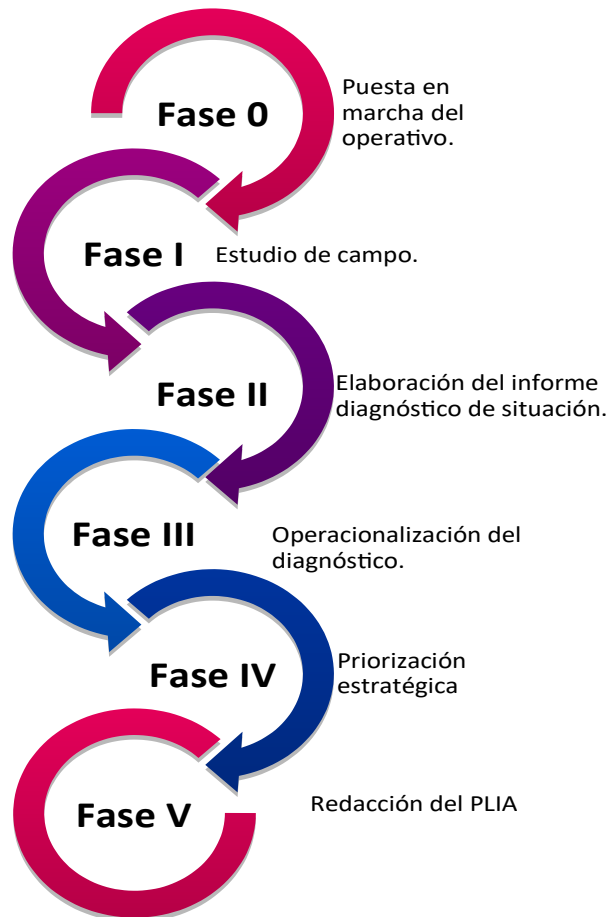 Fase 0
Puesta en
marcha del
operativo.
Fase I
Estudio de campo.
Fase II
Elaboración del informe
diagnóstico de situación.
Fase III
Operacionalización del
diagnóstico.
Fase IV
Priorización
estratégica
Fase V
Redacción del PLIA